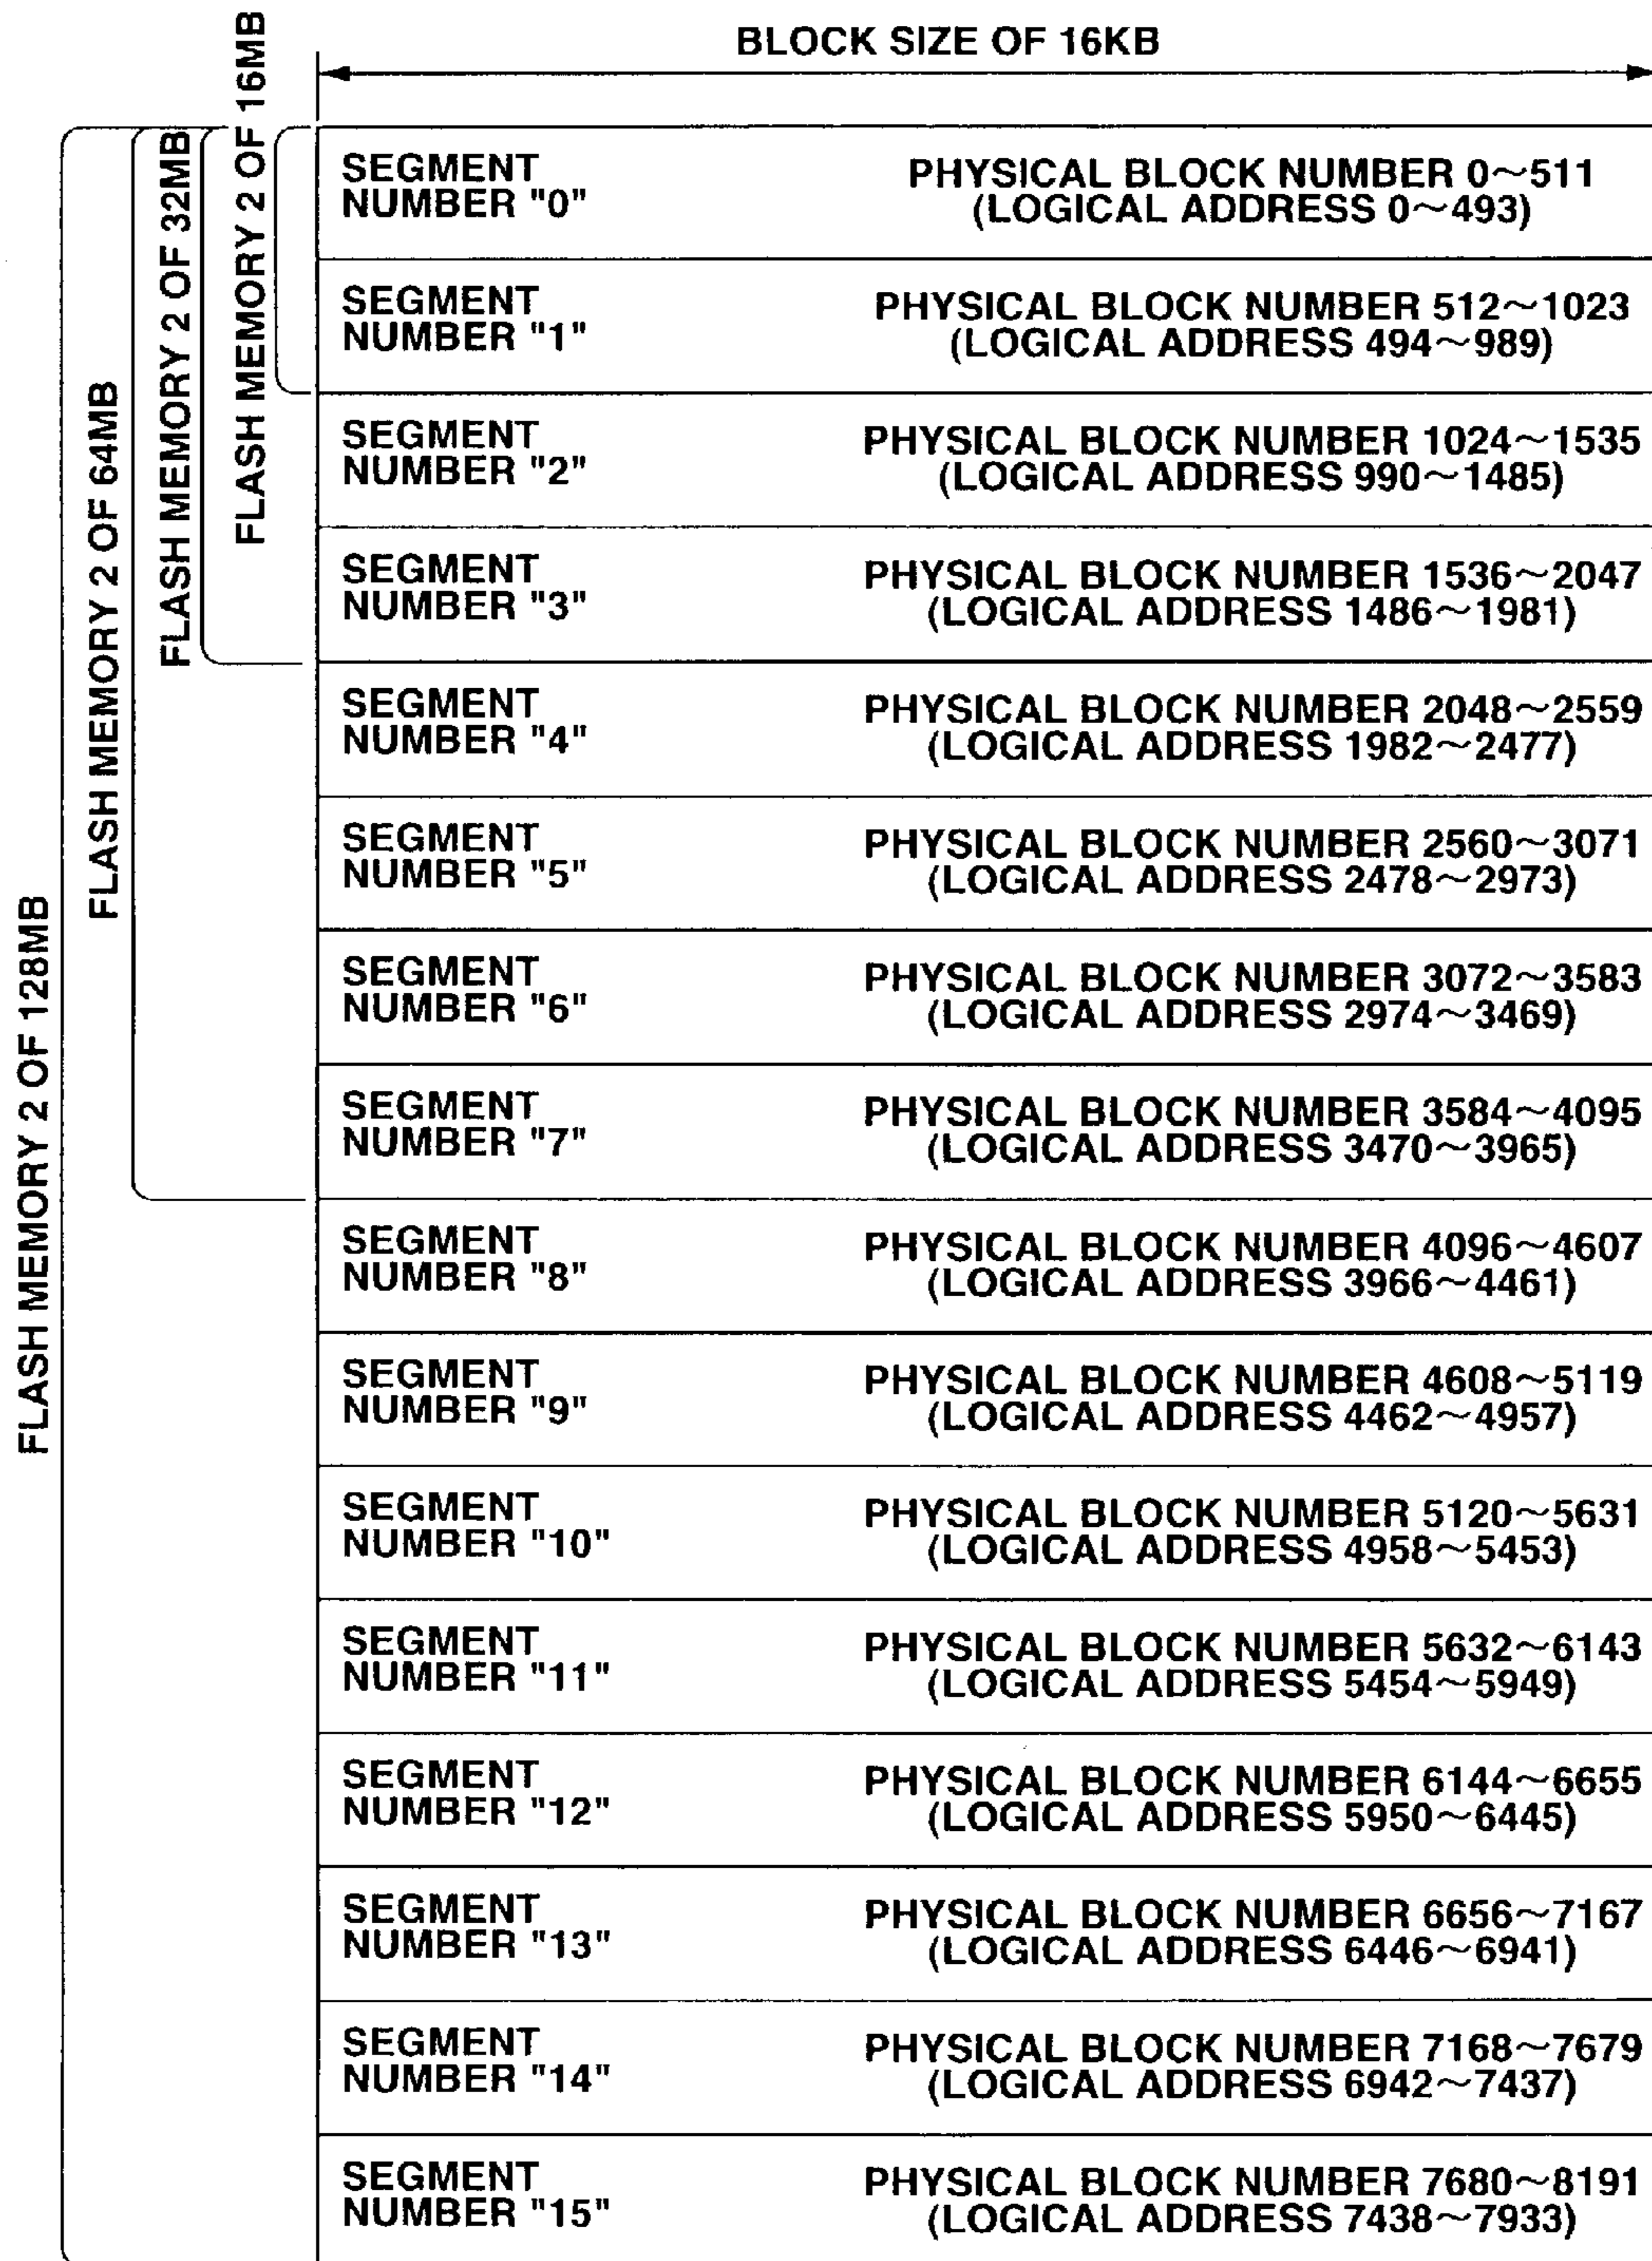 BLOCK SIZE OF 16KB
FLASH MEMORY 2 OF 128MB
FLASH MEMORY 2 OF 64MB
FLASH MEMORY 2 OF 32MB
FLASH MEMORY 2 OF 16MB
SEGMENT
NUMBER "0"
PHYSICAL BLOCK NUMBER 0~511
(LOGICAL ADDRESS 0~493)
SEGMENT
NUMBER "1"
PHYSICAL BLOCK NUMBER 512~1023
(LOGICAL ADDRESS 494~989)
SEGMENT
NUMBER "2"
PHYSICAL BLOCK NUMBER 1024~1535
(LOGICAL ADDRESS 990~1485)
SEGMENT
NUMBER "3"
PHYSICAL BLOCK NUMBER 1536~2047
(LOGICAL ADDRESS 1486~1981)
SEGMENT
NUMBER "4"
PHYSICAL BLOCK NUMBER 2048~2559
(LOGICAL ADDRESS 1982~2477)
SEGMENT
NUMBER "5"
PHYSICAL BLOCK NUMBER 2560~3071
(LOGICAL ADDRESS 2478~2973)
SEGMENT
NUMBER "6"
PHYSICAL BLOCK NUMBER 3072~3583
(LOGICAL ADDRESS 2974~3469)
SEGMENT
NUMBER "7"
PHYSICAL BLOCK NUMBER 3584~4095
(LOGICAL ADDRESS 3470~3965)
SEGMENT
NUMBER "8"
PHYSICAL BLOCK NUMBER 4096~4607
(LOGICAL ADDRESS 3966~4461)
SEGMENT
NUMBER "9"
PHYSICAL BLOCK NUMBER 4608~5119
(LOGICAL ADDRESS 4462~4957)
SEGMENT
NUMBER "10"
PHYSICAL BLOCK NUMBER 5120~5631
(LOGICAL ADDRESS 4958~5453)
SEGMENT
NUMBER "11"
PHYSICAL BLOCK NUMBER 5632~6143
(LOGICAL ADDRESS 5454~5949)
SEGMENT
NUMBER "12"
PHYSICAL BLOCK NUMBER 6144~6655
(LOGICAL ADDRESS 5950~6445)
SEGMENT
NUMBER "13"
PHYSICAL BLOCK NUMBER 6656~7167
(LOGICAL ADDRESS 6446~6941)
SEGMENT
NUMBER "14"
PHYSICAL BLOCK NUMBER 7168~7679
(LOGICAL ADDRESS 6942~7437)
SEGMENT
NUMBER "15"
PHYSICAL BLOCK NUMBER 7680~8191
(LOGICAL ADDRESS 7438~7933)